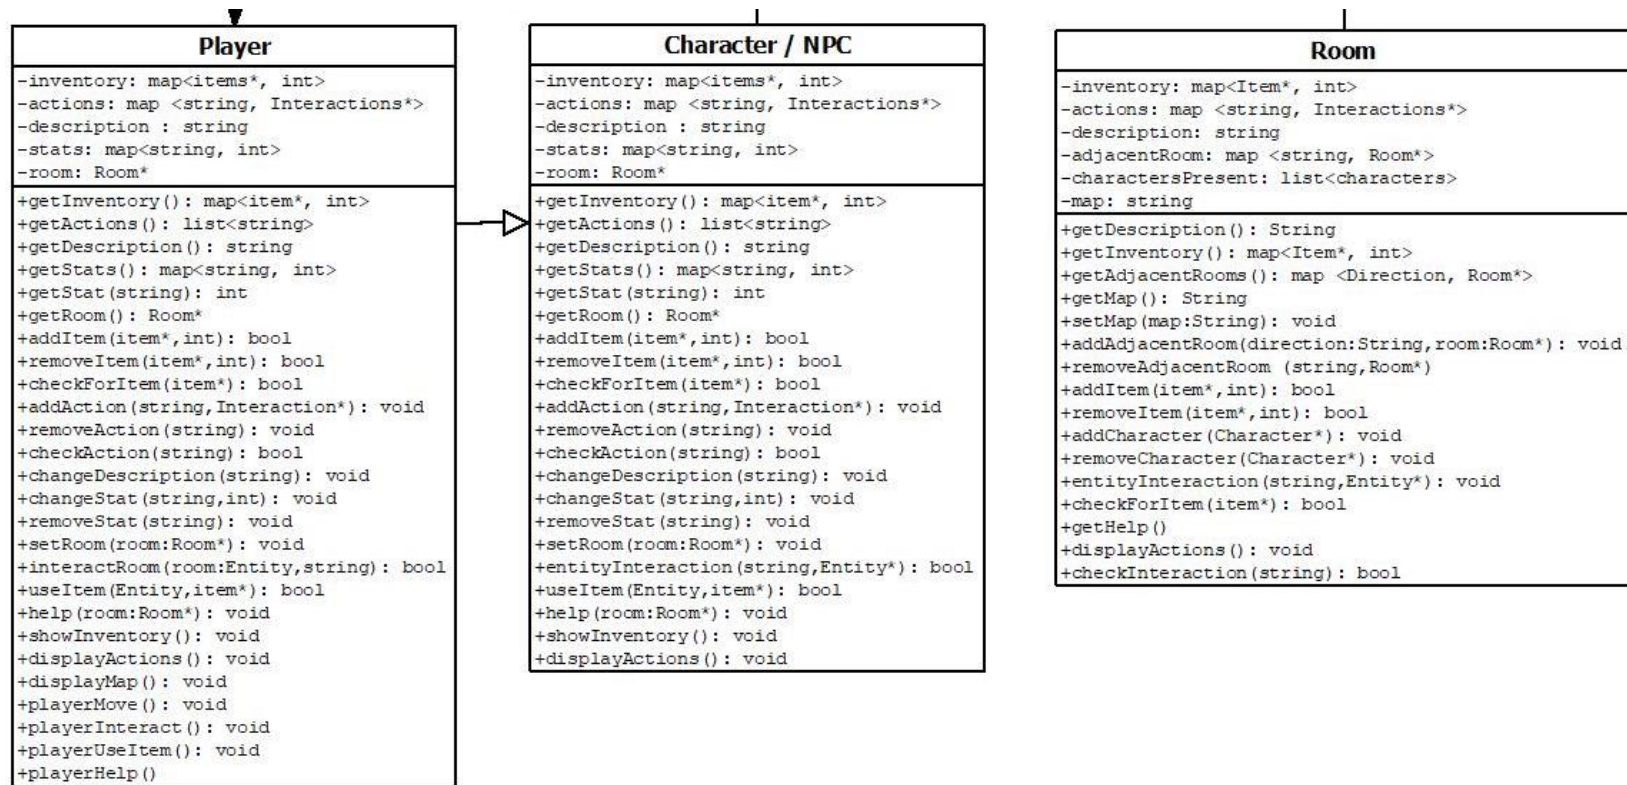 Player
-inventory: map<items*, int>
-actions: map <string, Interactions*>
-description : string
-stats: map<string, int>
-room: Room*
+getInventory(): map<item*, int>
+getActions(): list<string>
+getDescription(): string
+getStats(): map<string, int>
+getStat(string): int
+getRoom(): Room*
+addItem(item*,int): bool
+removeItem(item*,int): bool
+checkForItem(item*): bool
+addAction(string,Interaction*): void
+removeAction(string): void
+checkAction(string): bool
+changeDescription(string): void
+changeStat(string,int): void
+removeStat(string): void
+setRoom(room:Room*): void
+interactRoom(room:Entity,string): bool
+useItem(Entity,item*): bool
+help(room:Room*): void
+showInventory(): void
+displayActions(): void
+displayMap(): void
+playerMove(): void
+playerInteract(): void
+playerUseItem(): void
+playerHelp()
Character / NPC
-inventory: map<items*, int>
-actions: map <string, Interactions*>
-description : string
-stats: map<string, int>
-room: Room*
+getInventory(): map<item*, int>
+getActions(): list<string>
+getDescription(): string
+getStats(): map<string, int>
+getStat(string): int
+getRoom(): Room*
+addItem(item*,int): bool
+removeItem(item*,int): bool
+checkForItem(item*): bool
+addAction(string,Interaction*): void
+removeAction(string): void
+checkAction(string): bool
+changeDescription(string): void
+changeStat(string,int): void
+removeStat(string): void
+setRoom(room:Room*): void
+entityInteraction(string,Entity*): bool
+useItem(Entity,item*): bool
+help(room:Room*): void
+showInventory(): void
+displayActions(): void
Room
-inventory: map<Item*, int>
-actions: map <string, Interactions*>
-description: string
-adjacentRoom: map <string, Room*>
-charactersPresent: list<characters>
-map: string
+getDescription(): String
+getInventory(): map<Item*, int>
+getAdjacentRooms(): map <Direction, Room*>
+getMap(): String
+setMap(map:String): void
+addAdjacentRoom(direction:String,room:Room*): void
+removeAdjacentRoom (string,Room*)
+addItem(item*,int): bool
+removeItem(item*,int): bool
+addCharacter(Character*): void
+removeCharacter(Character*): void
+entityInteraction(string,Entity*): void
+checkForItem(item*): bool
+getHelp()
+displayActions(): void
+checkInteraction(string): bool